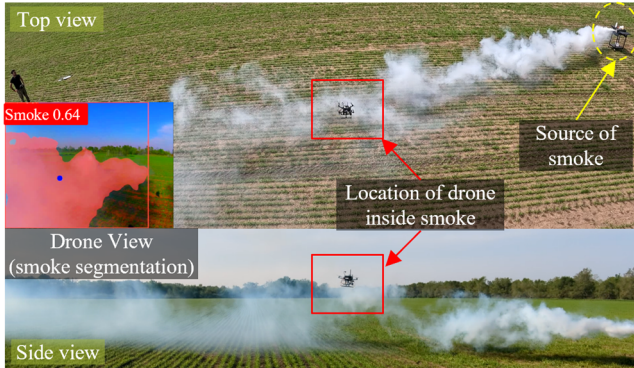 Top view
Smoke 0.64
Source of
smoke
Location of drone
inside smoke
Drone View
(smoke segmentation)
Side view